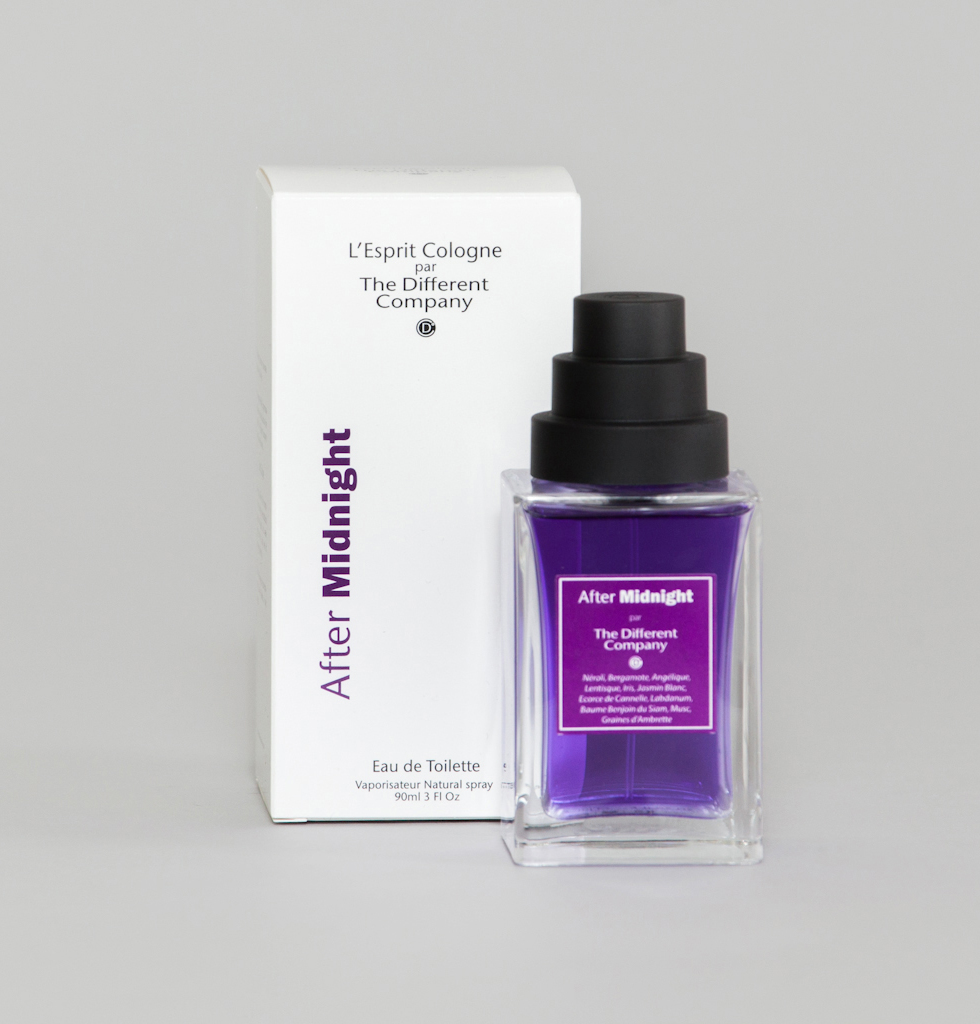 L'Esprit Cologne
par
The Different
Company
D
After Midnight
Eau de Toilette
Vaporisateur Natural spray
90ml 3 Fl Oz
After Midnight
par
The Different
Company
D
Néroli, Bergamote, Angélique,
Lentisque, Iris, Jasmin Blanc,
Ecorce de Cannelle, Labdanum,
Baume Benjoin du Siam, Musc,
Graines d'Ambrette